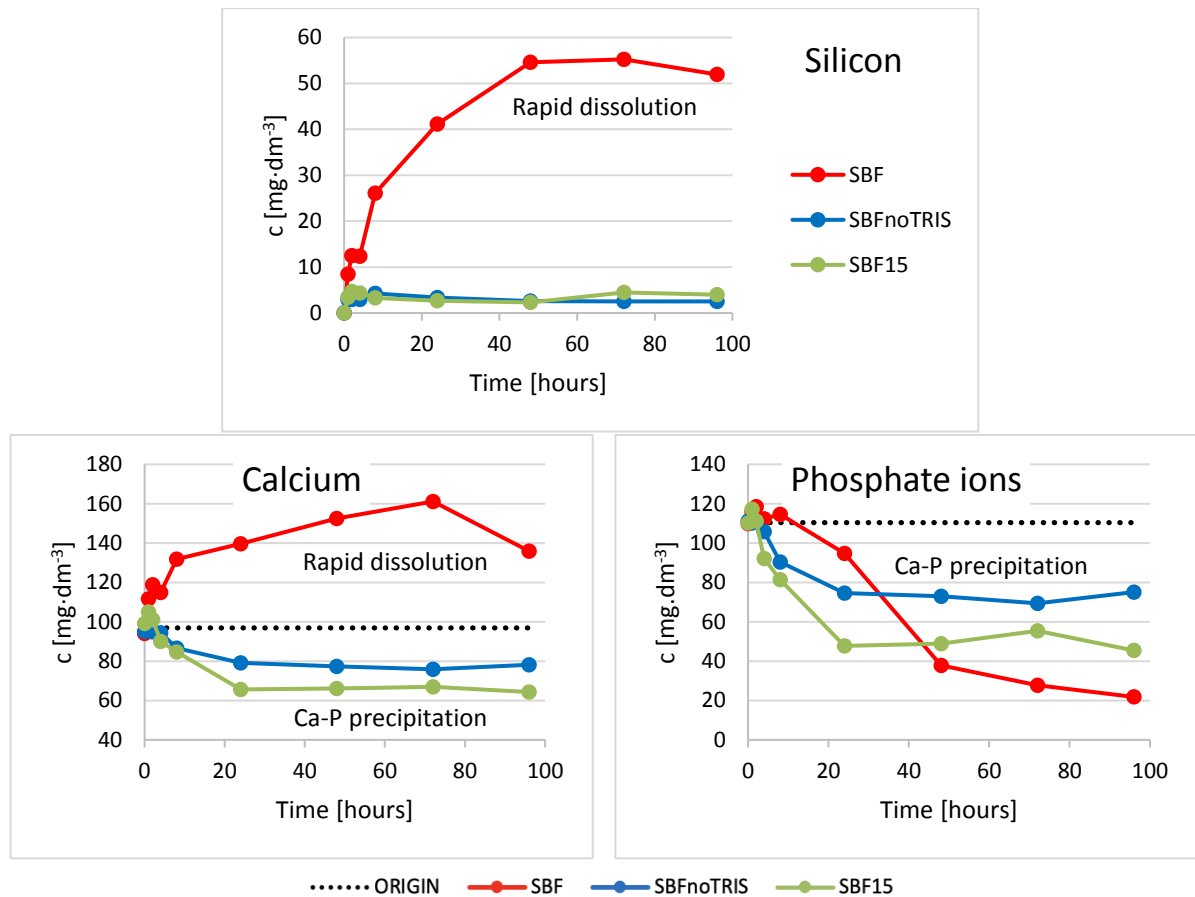 Silicon
60
50
40
30
20
10
0
c [mg·dm⁻³]
Rapid dissolution
0 20 40 60 80 100
Time [hours]
SBF
SBFnoTRIS
SBF15
Calcium
180
160
140
120
100
80
60
40
c [mg·dm⁻³]
Rapid dissolution
Ca-P precipitation
0 20 40 60 80 100
Time [hours]
Phosphate ions
140
120
100
80
60
40
20
0
c [mg.dm⁻³]
Ca-P precipitation
0 20 40 60 80 100
Time [hours]
ORIGIN SBF SBFnoTRIS SBF15